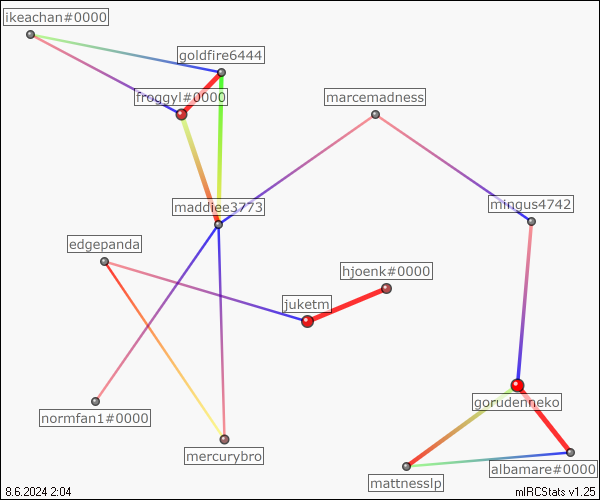 ikeachan#0000
goldfire6444
froggyl#0000
marcemadness
maddiee3773
mingus4742
edgepanda
hjoenk#0000
juketm
gorudenneko
normfan1#0000
mercurybro
albamare#0000
mattnesslp
8.6.2024 2:04
mIRCStats v1.25